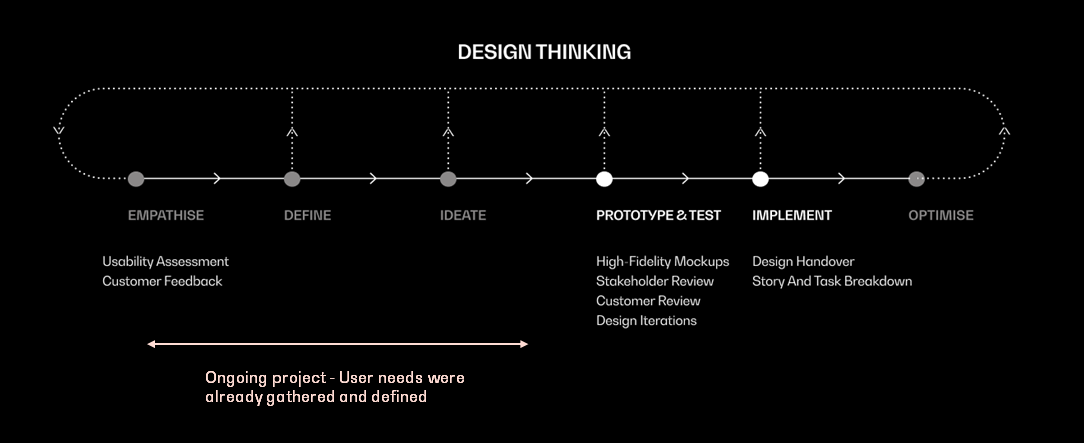 DESIGN THINKING
EMPATHISE
DEFINE
IDEATE
PROTOTYPE & TEST
IMPLEMENT
OPTIMISE
Usability Assessment
Customer Feedback
High-Fidelity Mockups
Stakeholder Review
Customer Review
Design Iterations
Design Handover
Story And Task Breakdown
Ongoing project - User needs were
already gathered and defined